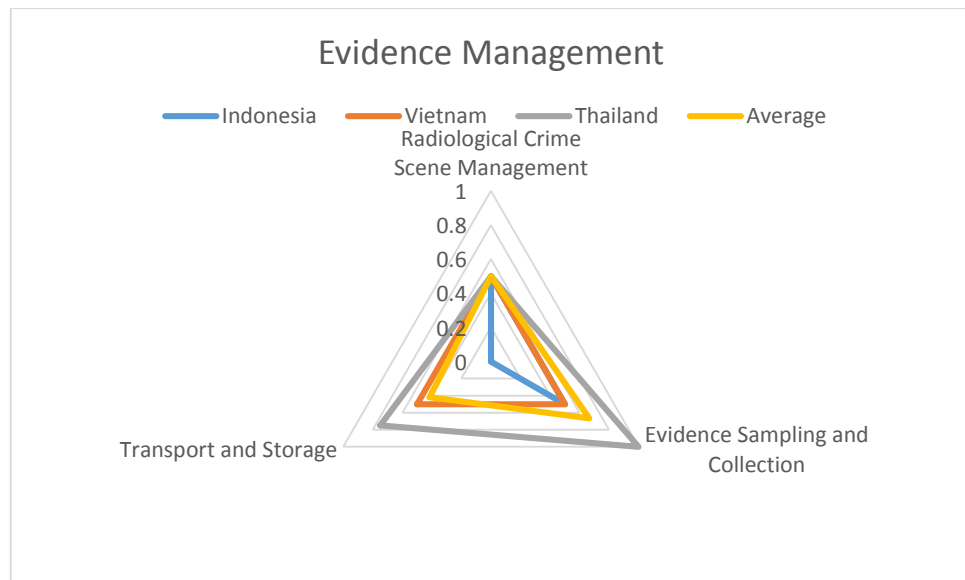 Evidence Management
Indonesia Vietnam Thailand Average
Radiological Crime
Scene Management
1
0.8
0.6
0.4
0.2
0
Evidence Sampling and
Collection
Transport and Storage